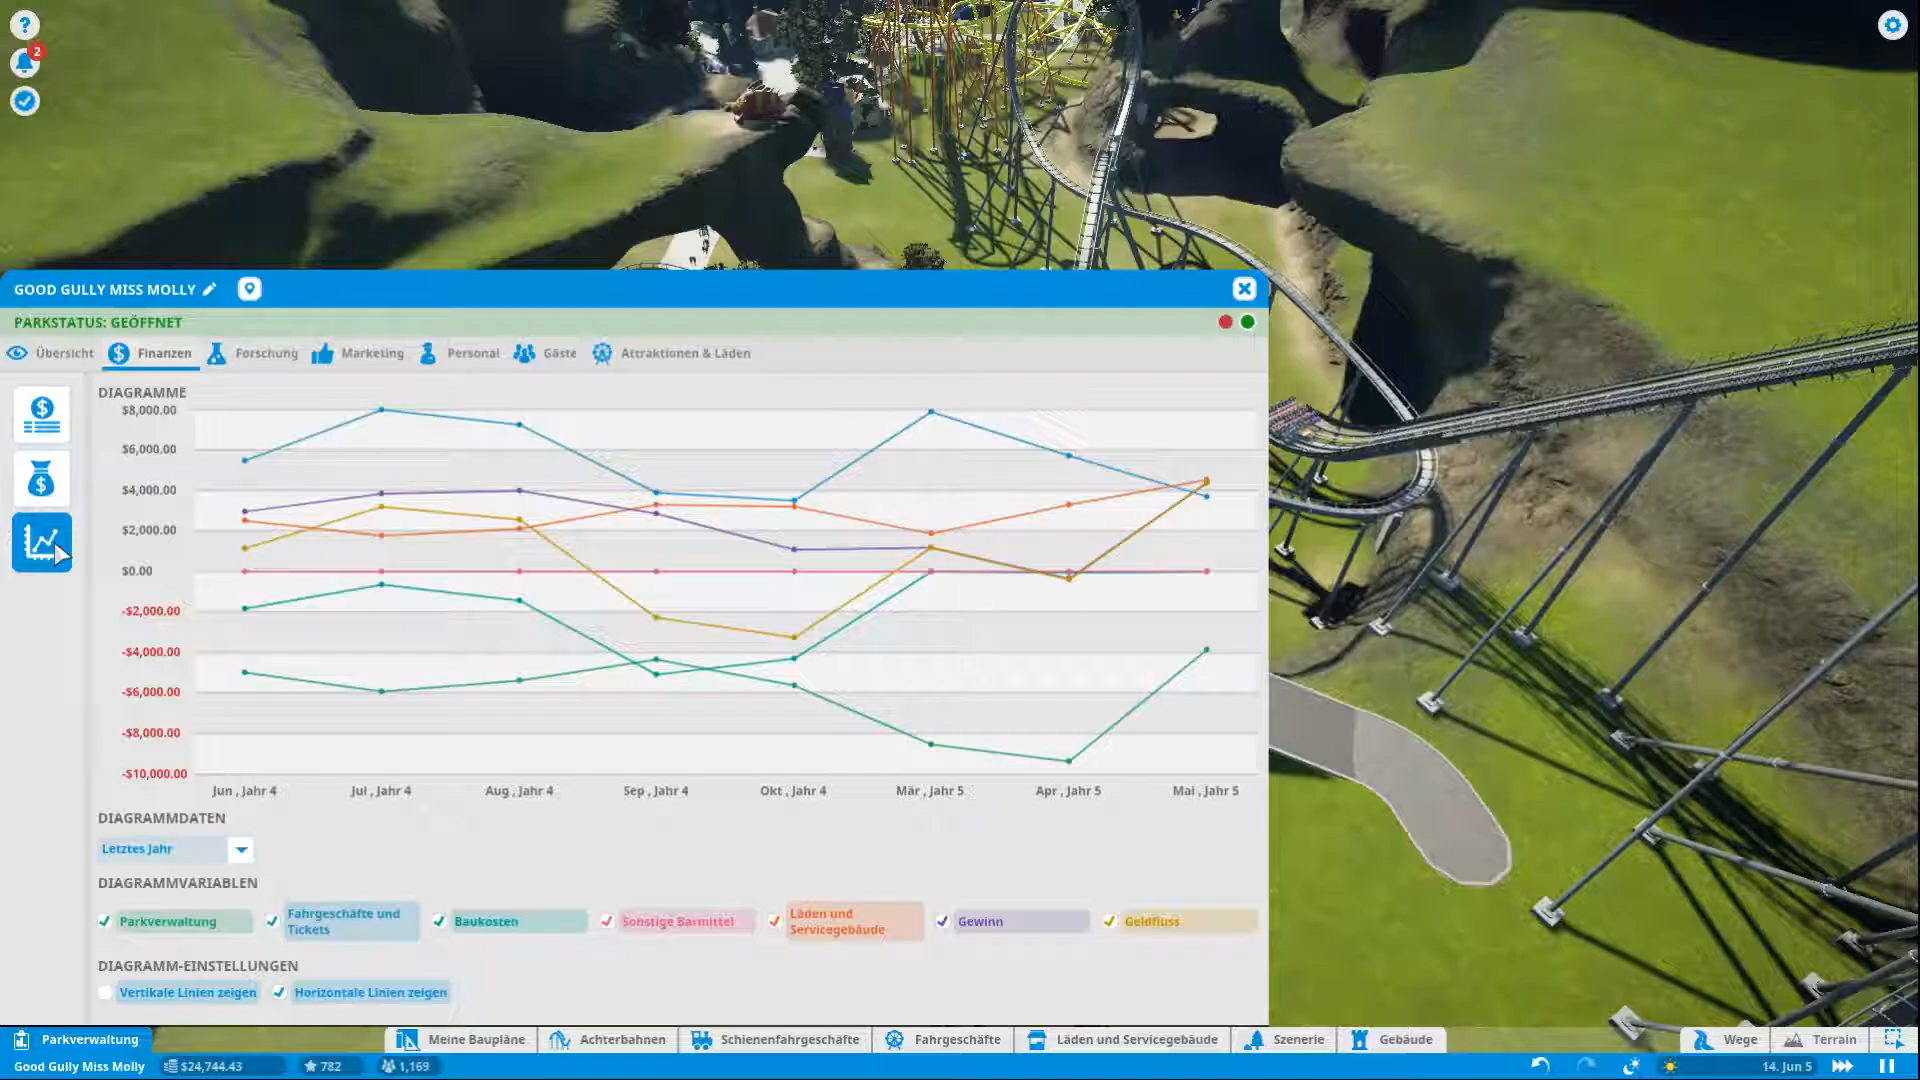 ?
2
GOOD GULLY MISS MOLLY
PARKSTATUS: GEÖFFNET
Übersicht Finanzen Forschung Marketing Personal Gäste Attraktionen & Läden
DIAGRAMME
$8,000.00
$6,000.00
$4,000.00
$2,000.00
$0.00
-$2,000.00
-$4,000.00
-$6,000.00
-$8,000.00
-$10,000.00
Jun , Jahr 4 Jul , Jahr 4 Aug , Jahr 4 Sep , Jahr 4 Okt , Jahr 4 Mär, Jahr 5 Apr , Jahr 5 Mai , Jahr 5
DIAGRAMMDATEN
Letztes Jahr
DIAGRAMMVARIABLEN
Parkverwaltung
Fahrgeschäfte und
Tickets
Baukosten
Sonstige Barmittel
Läden und
Servicegebäude
Gewinn
Geldfluss
DIAGRAMM-EINSTELLUNGEN
Vertikale Linien zeigen Horizontale Linien zeigen
Parkverwaltung Meine Baupläne Achterbahnen Schienenfahrgeschäfte Fahrgeschäfte Läden und Servicegebäude Szenerie Gebäude Wege Terrain
Good Gully Miss Molly $24,744.43 782 1,169 14. Jun 5